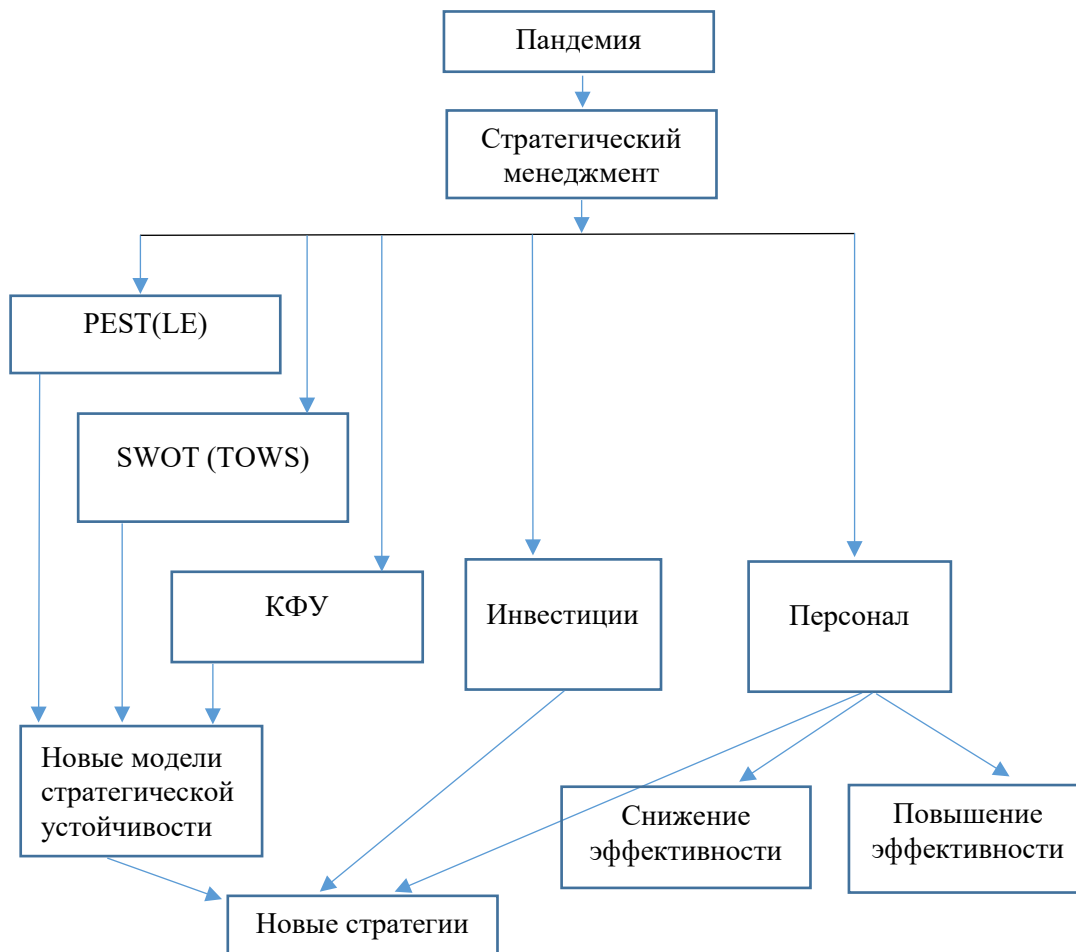 Пандемия
Стратегический
менеджмент
PEST(LE)
SWOT (TOWS)
КФУ
Инвестиции
Персонал
Новые модели
стратегической
устойчивости
Снижение
эффективности
Повышение
эффективности
Новые стратегии